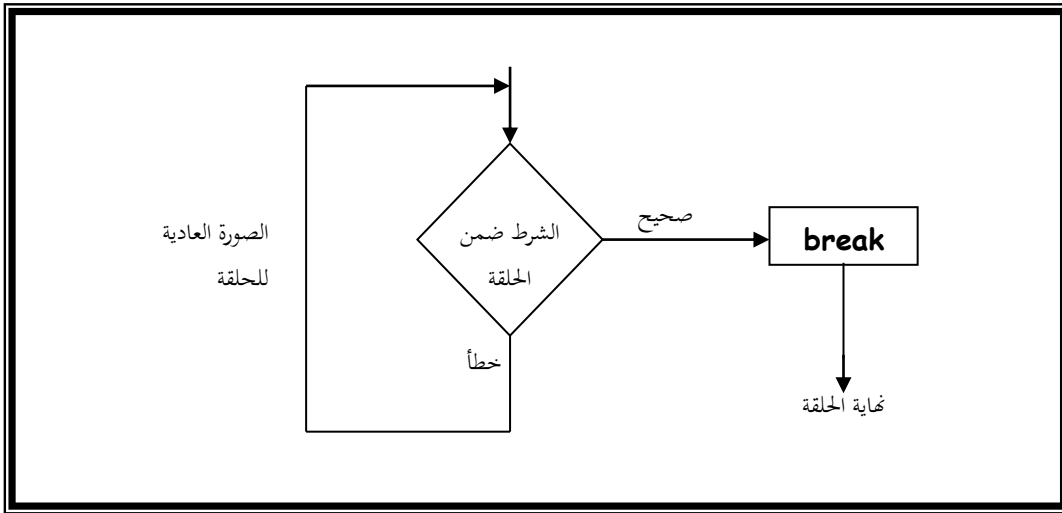 صحيح
الصورة العادية
للحلقة
الشرط ضمن
الحلقة
break
خطأ
نهاية الحلقة